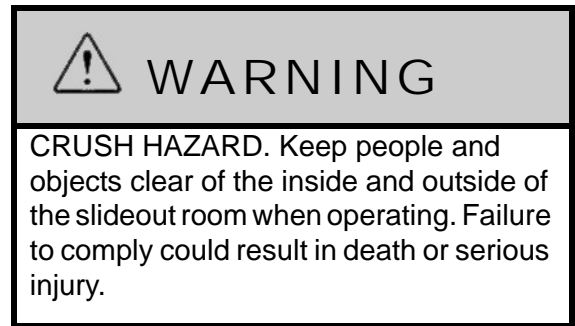 WARNING
CRUSH HAZARD. Keep people and
objects clear of the inside and outside of
the slideout room when operating. Failure
to comply could result in death or serious
injury.